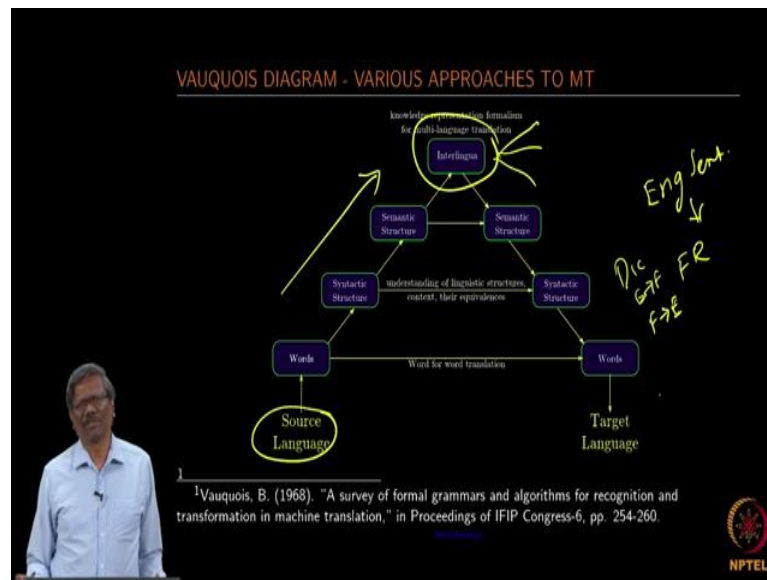 VAUQUOIS DIAGRAM - VARIOUS APPROACHES TO MT
knowledge representation formalism
for multi-language translation
Interlingua
Semantic
Structure
Semantic
Structure
Eng Sent.
Syntactic
Structure
understanding of linguistic structures,
context, their equivalences
Syntactic
Structure
Dic FR
E→F
F→E
Words
Word for word translation
Words
Source
Language
Target
Language
1
1Vauquois, B. (1968). "A survey of formal grammars and algorithms for recognition and
transformation in machine translation," in Proceedings of IFIP Congress-6, pp. 254-260.
NPTEL